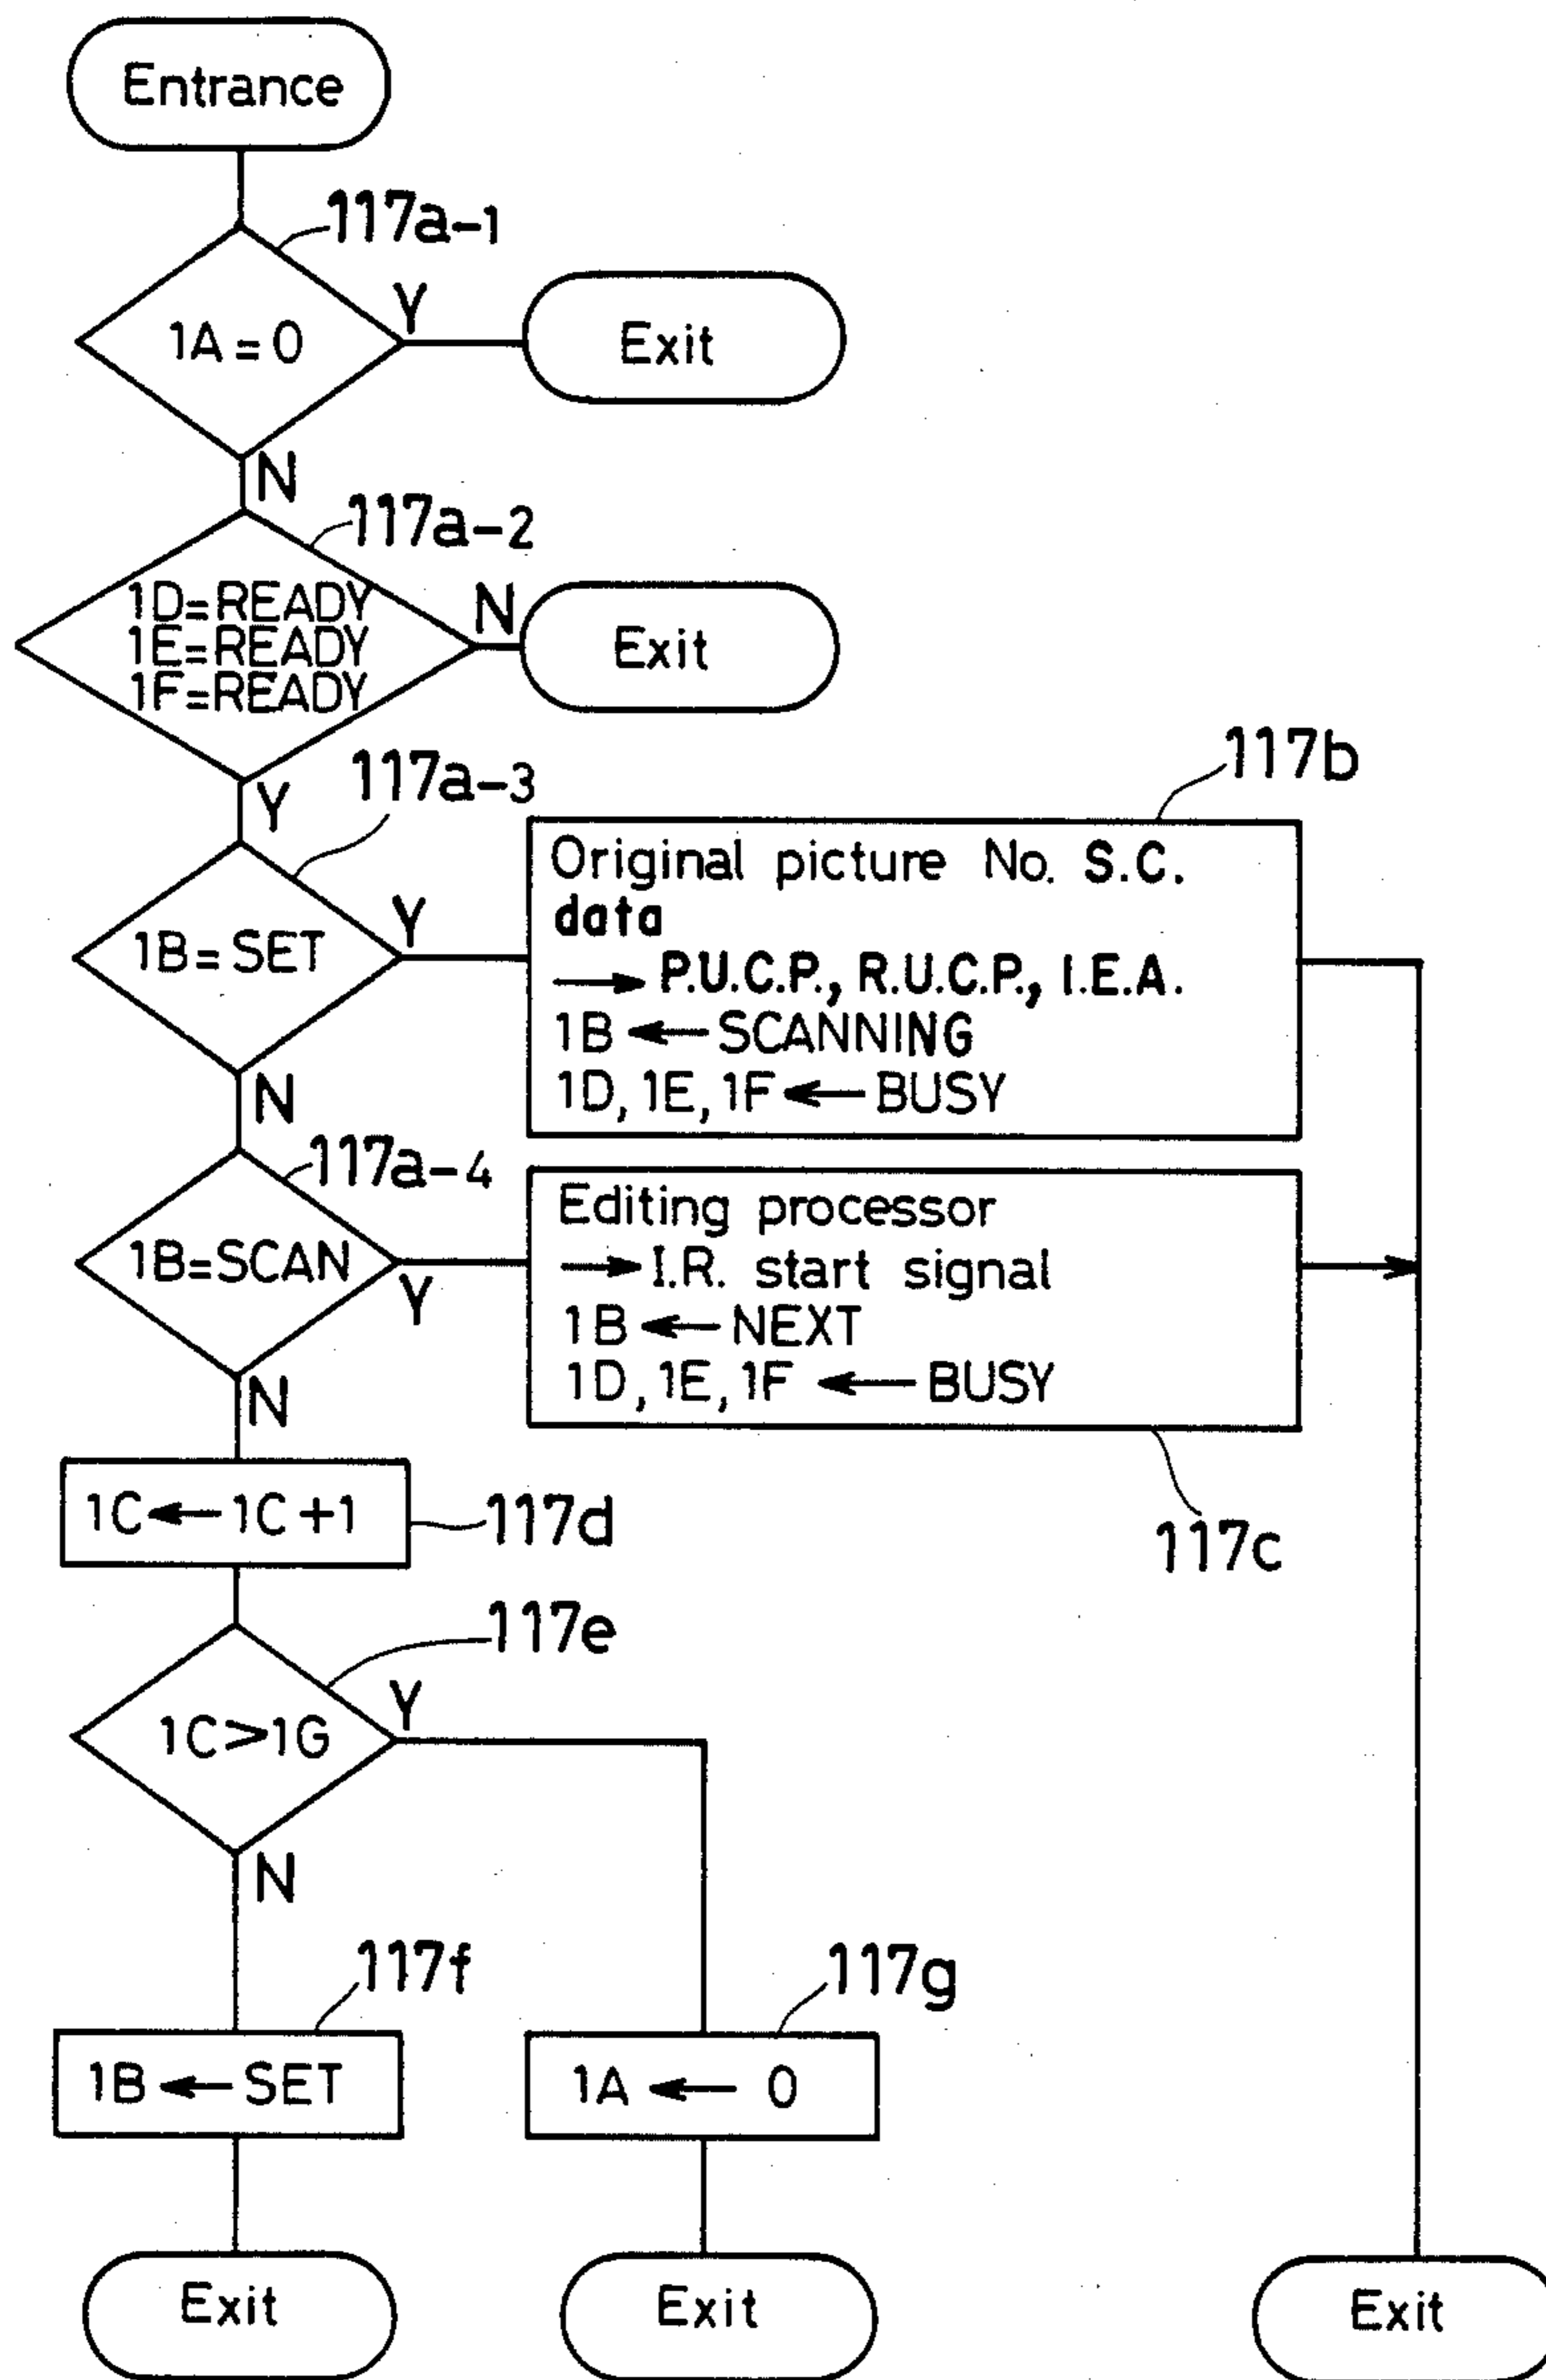 Entrance
117a-1
1A=0
Y
Exit
N
117a-2
1D=READY
1E=READY
1F=READY
N
Exit
Y
117a-3
1B=SET
Y
117b
Original picture No. S.C.
data
→ P.U.C.P., R.U.C.P., I.E.A.
1B ← SCANNING
1D, 1E, 1F ← BUSY
N
117a-4
1B=SCAN
Y
Editing processor
→ I.R. start signal
1B ← NEXT
1D, 1E, 1F ← BUSY
117c
N
1C ← 1C+1
117d
117e
1C>1G
Y
N
117f
1B ← SET
117g
1A ← 0
Exit
Exit
Exit